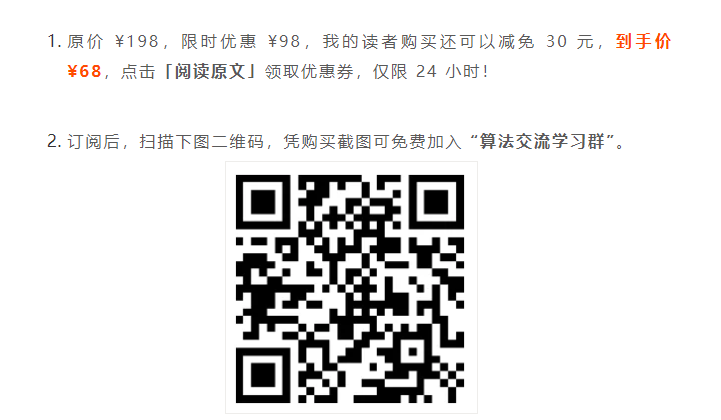 1. 原价 ¥198，限时优惠 ¥98，我的读者购买还可以减免 30 元，到手价
¥68，点击「阅读原文」领取优惠券，仅限 24 小时！
2. 订阅后，扫描下图二维码，凭购买截图可免费加入“算法交流学习群”。